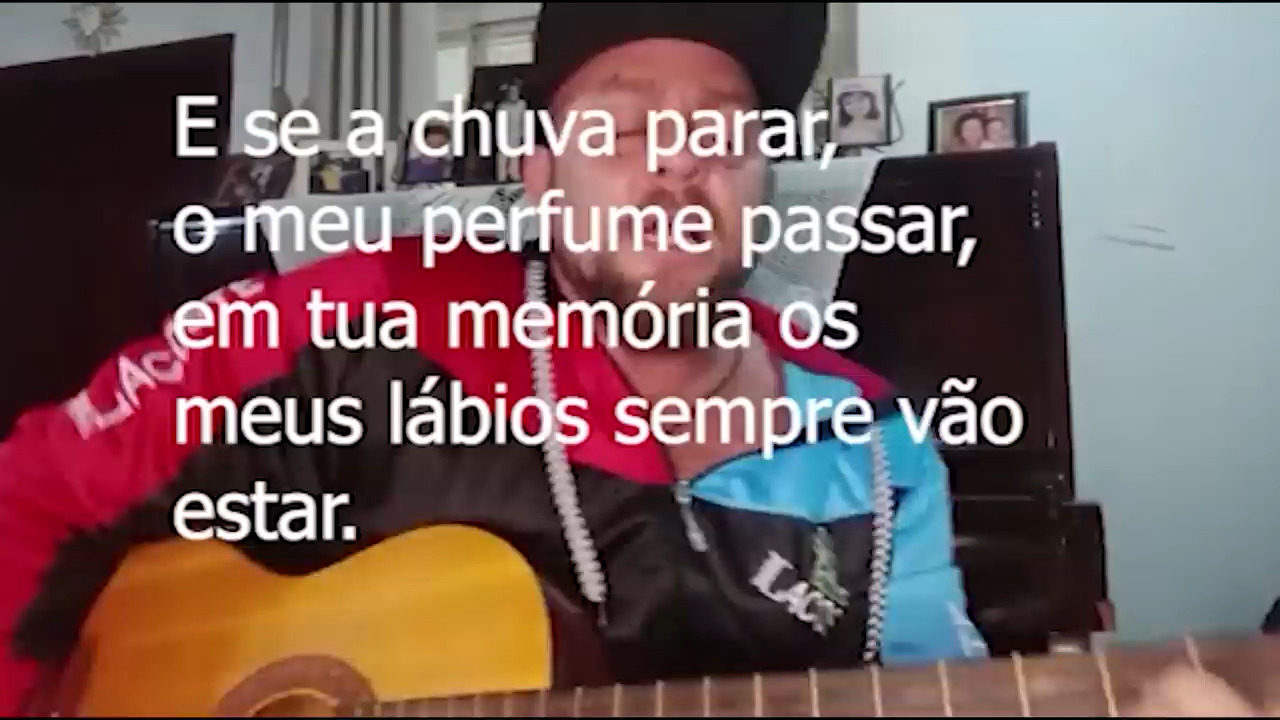 E se a chuva parar,
o meu perfume passar,
em tua memória os
meus lábios sempre vão
estar.